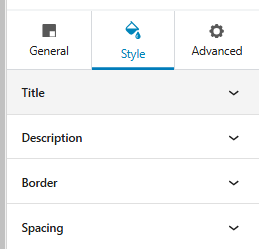 General Style Advanced
Title
Description
Border
Spacing